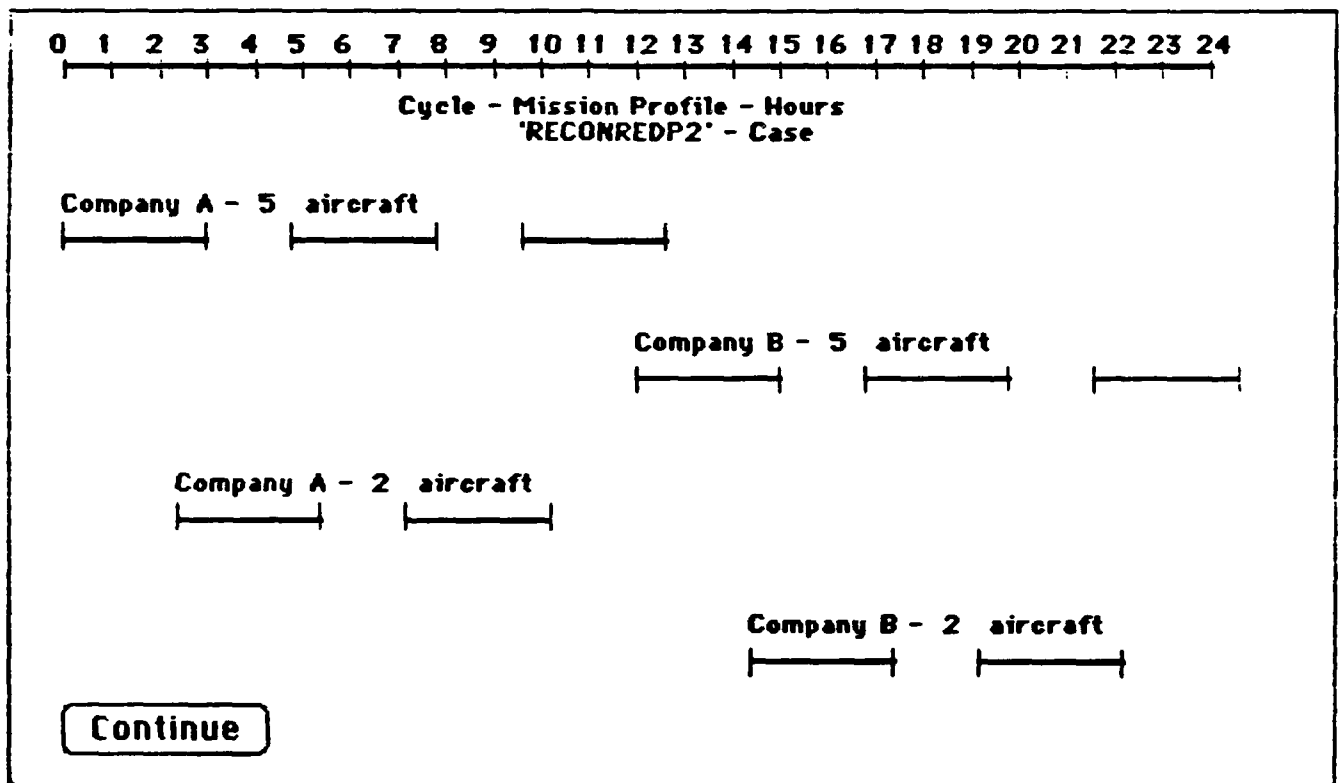 0 1 2 3 4 5 6 7 8 9 10 11 12 13 14 15 16 17 18 19 20 21 22 23 24
Cycle - Mission Profile - Hours
'RECONREDP2' - Case
Company A - 5 aircraft
Company B - 5 aircraft
Company A - 2 aircraft
Company B - 2 aircraft
Continue